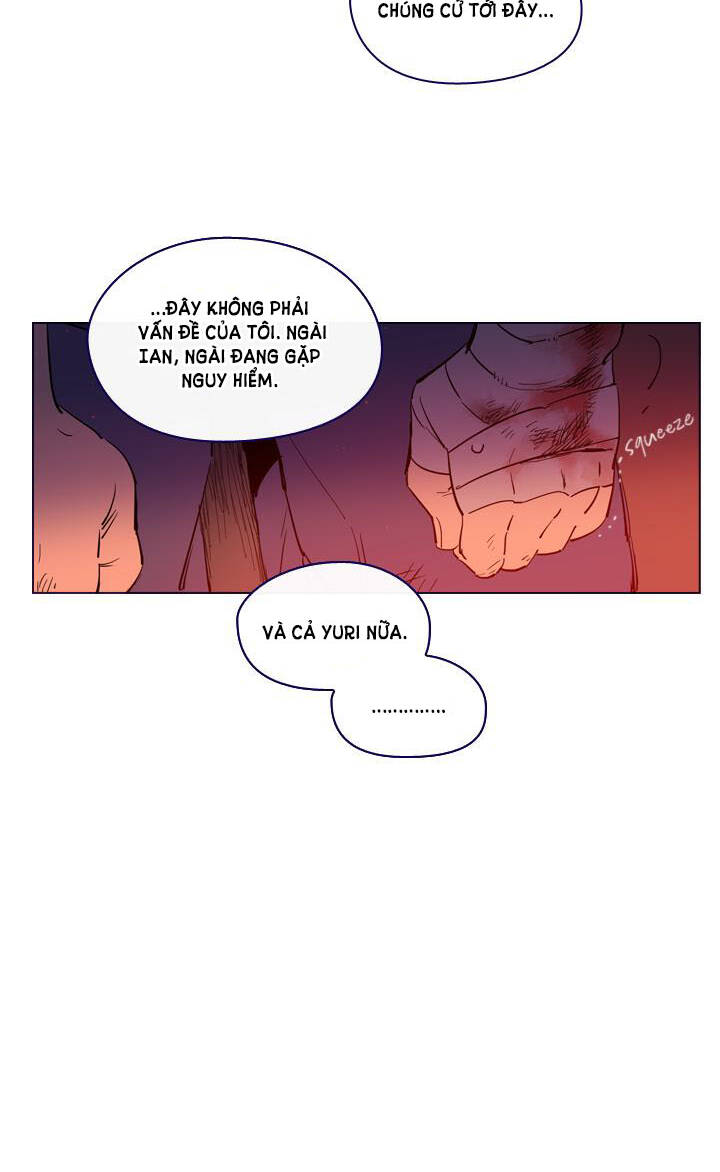 CHÚNG CỨ TỚI ĐÂY...
...ĐÂY KHÔNG PHẢI
VẤN ĐỀ CỦA TÔI. NGÀI
IAN, NGÀI ĐANG GẶP
NGUY HIỂM.
squeeze
VÀ CẢ YURI NỮA.
..............